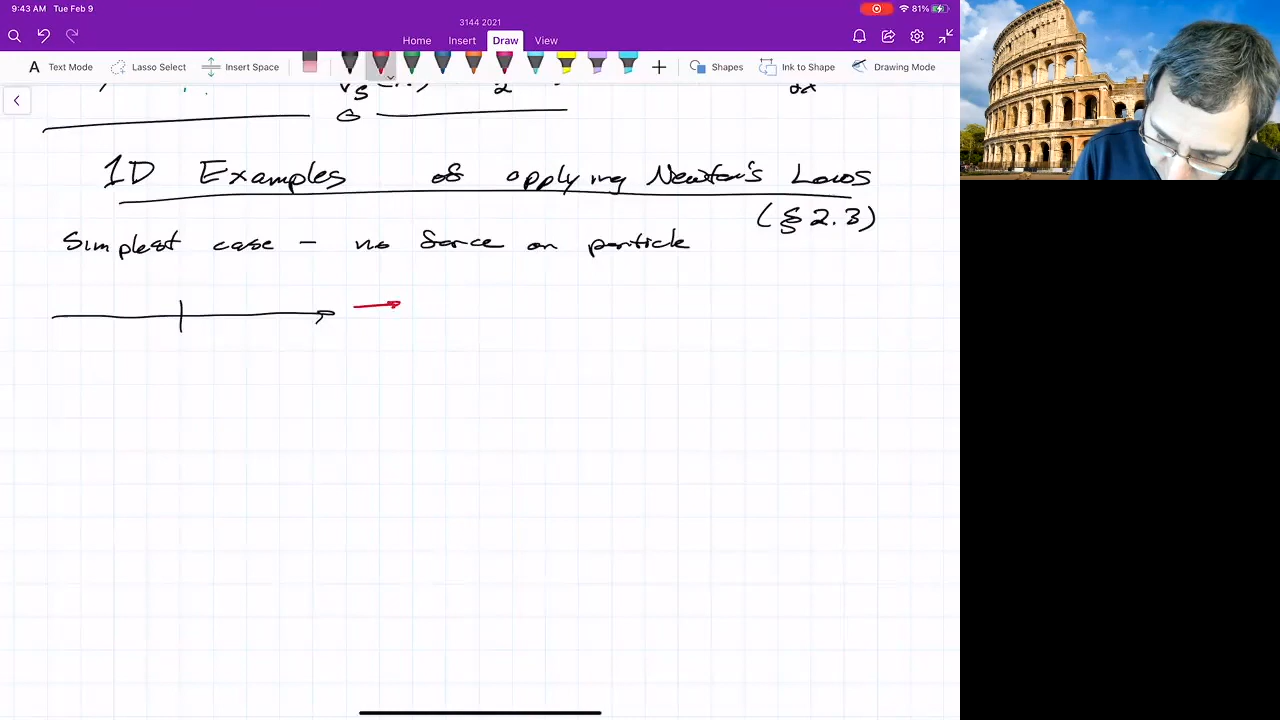 9:43 AM Tue Feb 9
81%
3144 2021
Home Insert Draw View
Text Mode Lasso Select Insert Space Shapes Ink to Shape Drawing Mode
1D Examples of applying Newton's Laws
(§ 2.3)
Simplest case – no force on particle